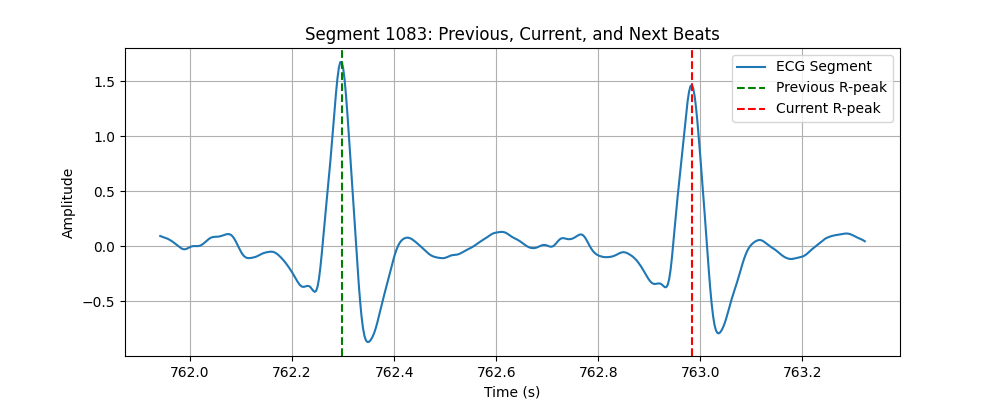 Segment 1083: Previous, Current, and Next Beats
ECG Segment
Previous R-peak
Current R-peak
1.5
1.0
0.5
0.0
−0.5
Amplitude
762.0 762.2 762.4 762.6 762.8 763.0 763.2
Time (s)